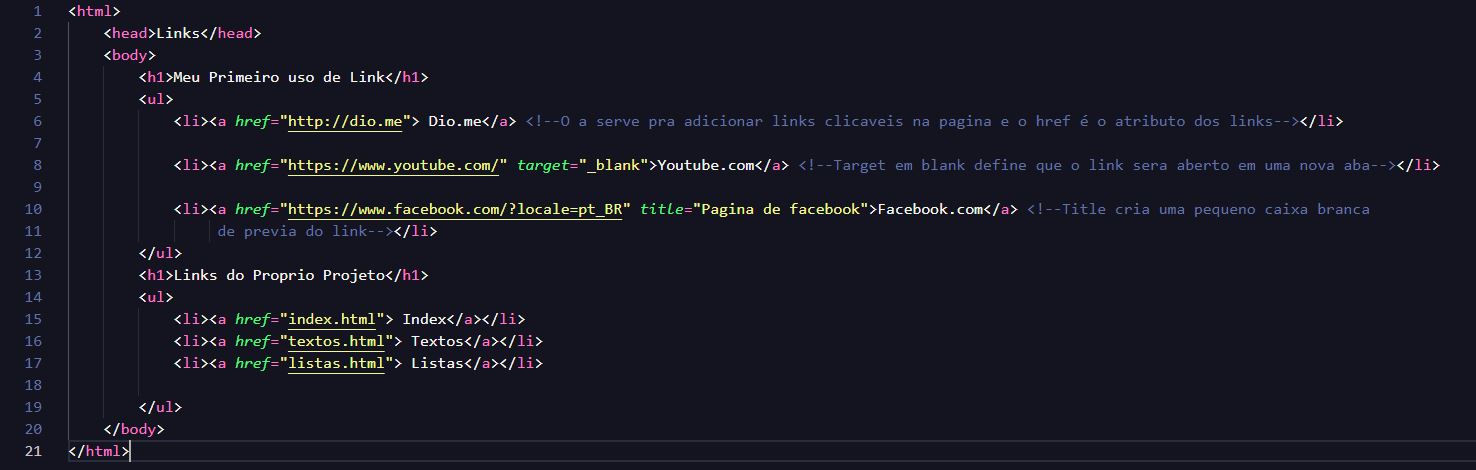 1 <html>
2 <head>Links</head>
3 <body>
4 <h1>Meu Primeiro uso de Link</h1>
5 <ul>
6 <li><a href="http://dio.me"> Dio.me</a> <!--O a serve pra adicionar links clicaveis na pagina e o href é o atributo dos links--></li>
7
8 <li><a href="https://www.youtube.com/" target="_blank">Youtube.com</a> <!--Target em blank define que o link sera aberto em uma nova aba--></li>
9
10 <li><a href="https://www.facebook.com/?locale=pt_BR" title="Pagina de facebook">Facebook.com</a> <!--Title cria uma pequeno caixa branca
11 de previa do link--></li>
12 </ul>
13 <h1>Links do Proprio Projeto</h1>
14 <ul>
15 <li><a href="index.html"> Index</a></li>
16 <li><a href="textos.html"> Textos</a></li>
17 <li><a href="listas.html"> Listas</a></li>
18
19 </ul>
20 </body>
21 </html>